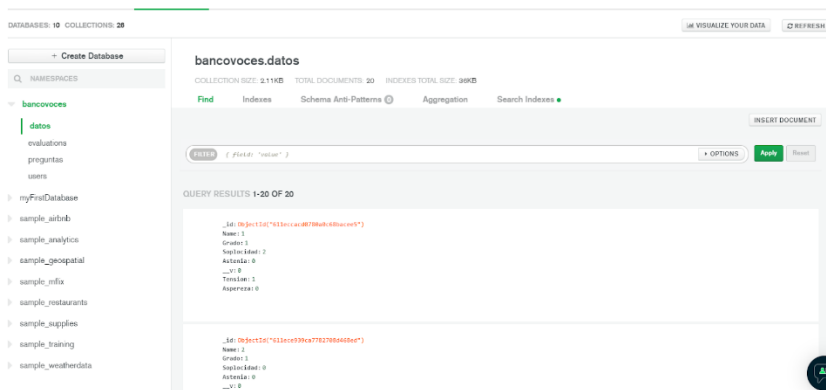 DATABASES: 10 COLLECTIONS: 26
VISUALIZE YOUR DATA
REFRESH
+ Create Database
NAMESPACES
bancovoces
datos
evaluations
preguntas
users
myFirstDatabase
sample_airbnb
sample_analytics
sample_geospatial
sample_mflix
sample_restaurants
sample_supplies
sample_training
sample_weatherdata
bancovoces.datos
COLLECTION SIZE: 2.11KB TOTAL DOCUMENTS: 20 INDEXES TOTAL SIZE: 36KB
Find Indexes Schema Anti-Patterns 0 Aggregation Search Indexes
INSERT DOCUMENT
FILTER { field: 'value' }
OPTIONS
Apply
Reset
QUERY RESULTS 1-20 OF 20
Name: 1
Grado: 1
Soplocidad: 2
Astenia: 0
__v: 0
Tension: 1
Aspereza: 0
Name: 2
Grado: 1
Soplocidad: 0
Astenia: 0
__v: 0